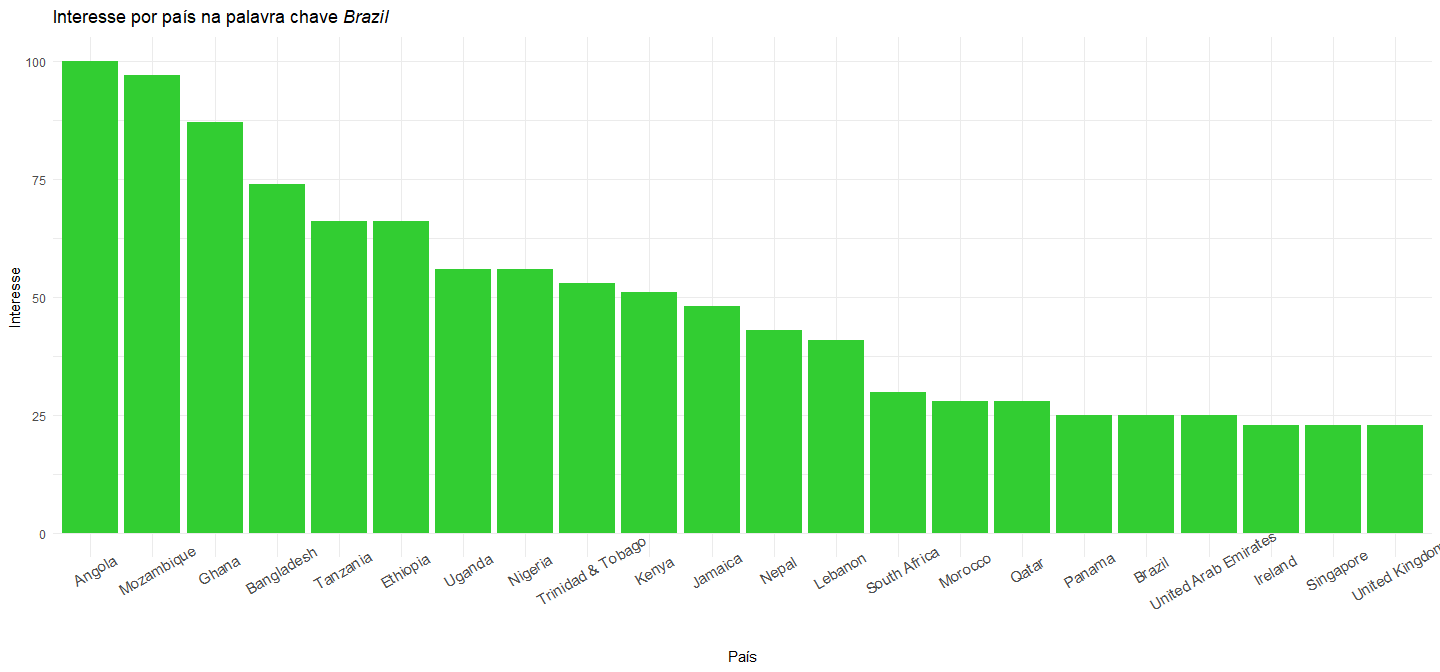 Interesse por país na palavra chave Brazil
Interesse
100
75
50
25
0
Angola
Mozambique
Ghana
Bangladesh
Tanzania
Ethiopia
Uganda
Nigeria
Trinidad & Tobago
Kenya
Jamaica
Nepal
Lebanon
South Africa
Morocco
Qatar
Panama
Brazil
United Arab Emirates
Ireland
Singapore
United Kingdom
País